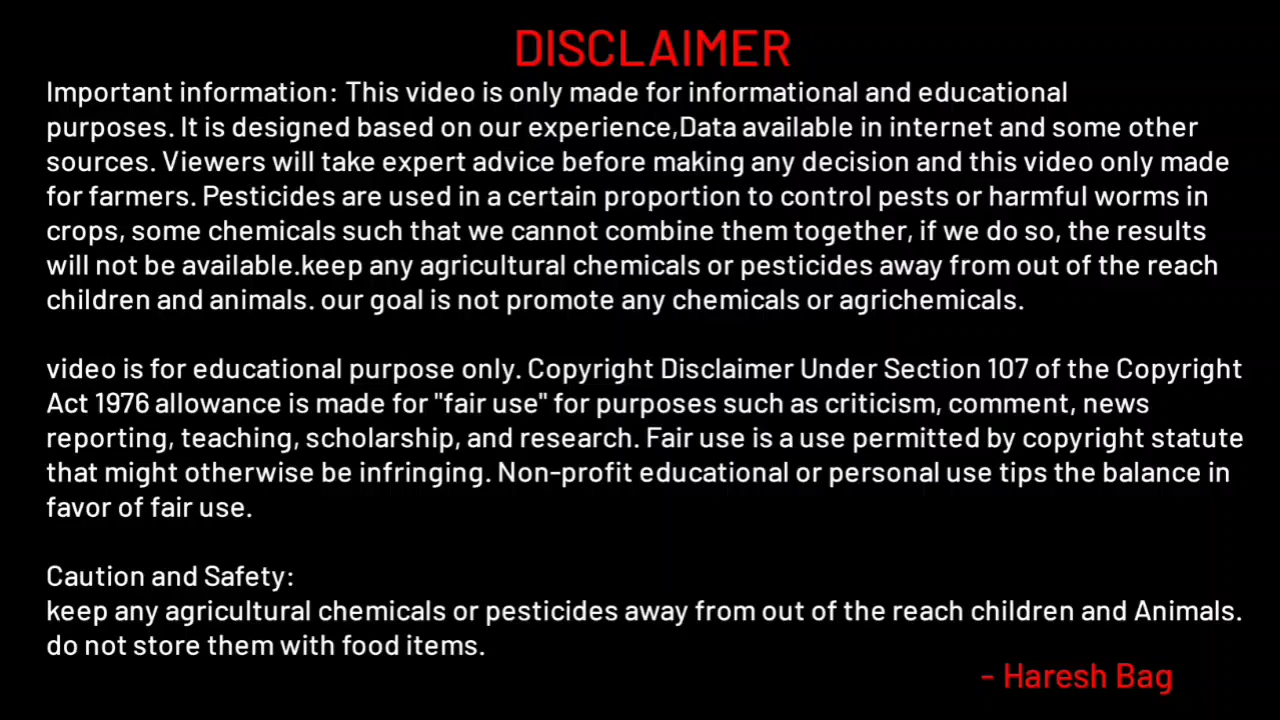 DISCLAIMER
Important information: This video is only made for informational and educational
purposes. It is designed based on our experience,Data available in internet and some other
sources. Viewers will take expert advice before making any decision and this video only made
for farmers. Pesticides are used in a certain proportion to control pests or harmful worms in
crops, some chemicals such that we cannot combine them together, if we do so, the results
will not be available.keep any agricultural chemicals or pesticides away from out of the reach
children and animals. our goal is not promote any chemicals or agrichemicals.
video is for educational purpose only. Copyright Disclaimer Under Section 107 of the Copyright
Act 1976 allowance is made for "fair use" for purposes such as criticism, comment, news
reporting, teaching, scholarship, and research. Fair use is a use permitted by copyright statute
that might otherwise be infringing. Non-profit educational or personal use tips the balance in
favor of fair use.
Caution and Safety:
keep any agricultural chemicals or pesticides away from out of the reach children and Animals.
do not store them with food items.
- Haresh Bag